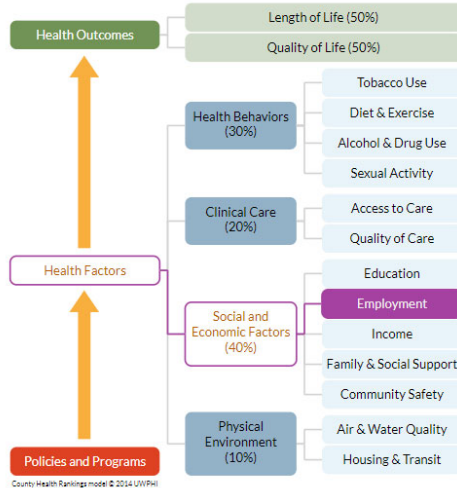 Health Outcomes
Length of Life (50%)
Quality of Life (50%)
Health Behaviors
(30%)
Tobacco Use
Diet & Exercise
Alcohol & Drug Use
Sexual Activity
Clinical Care
(20%)
Access to Care
Quality of Care
Health Factors
Social and
Economic Factors
(40%)
Education
Employment
Income
Family & Social Support
Community Safety
Physical
Environment
(10%)
Air & Water Quality
Housing & Transit
Policies and Programs
County Health Rankings model © 2014 UWPHI